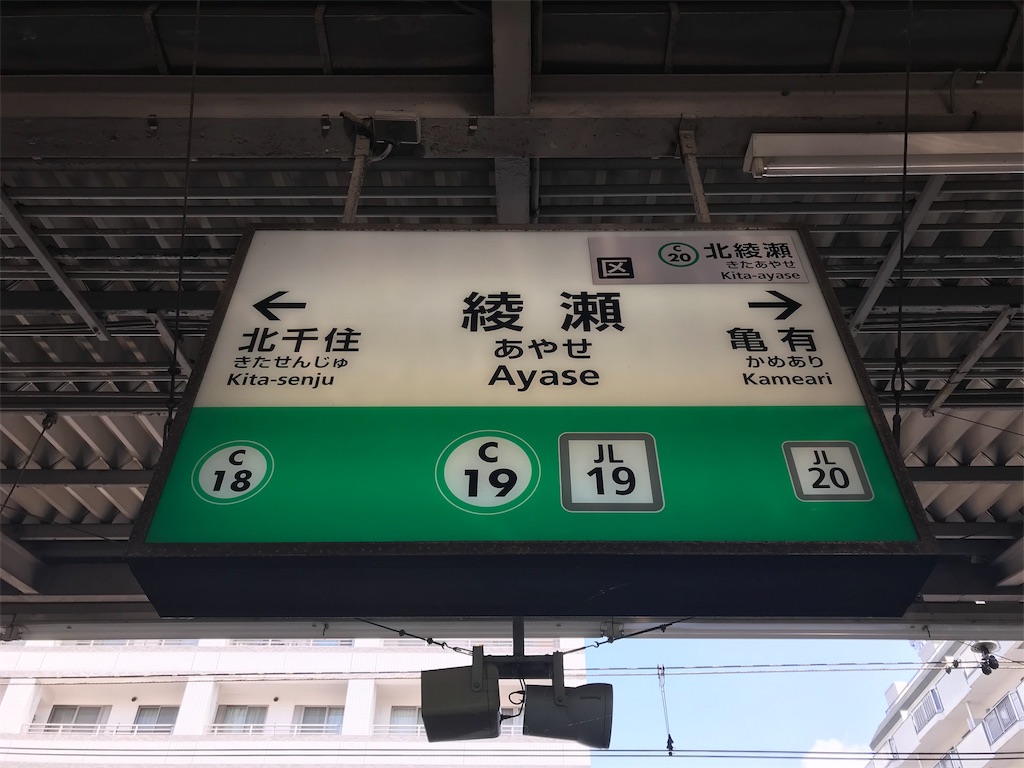 区
C
20
北綾瀬
きたあやせ
Kita-ayase
←
北千住
きたせんじゅ
Kita-senju
綾瀬
あやせ
Ayase
→
亀有
かめあり
Kameari
C
18
C
19
JL
19
JL
20